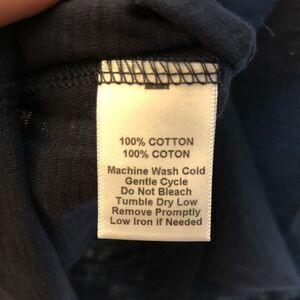 100% COTTON
100% COTON
Machine Wash Cold
Gentle Cycle
Do Not Bleach
Tumble Dry Low
Remove Promptly
Low Iron if Needed